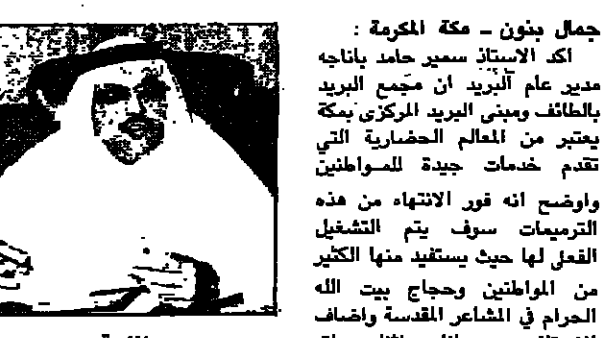 جمال بنون ـ مكة المكرمة :
اكد الاستاذ سمير حامد باناجه
مدير عام البريد ان مجمع البريد
بالطائف ومبنى البريد المركزى بمكة
يعتبر من المعالم الحضارية التي
تقدم خدمات جيدة للمواطنين
واوضح انه فور الانتهاء من هذه
الترميمات سوف يتم التشغيل
الفعلى لها حيث يستفيد منها الكثير
من المواطنين وحجاج بيت الله
الحرام في المشاعر المقدسة واضاف